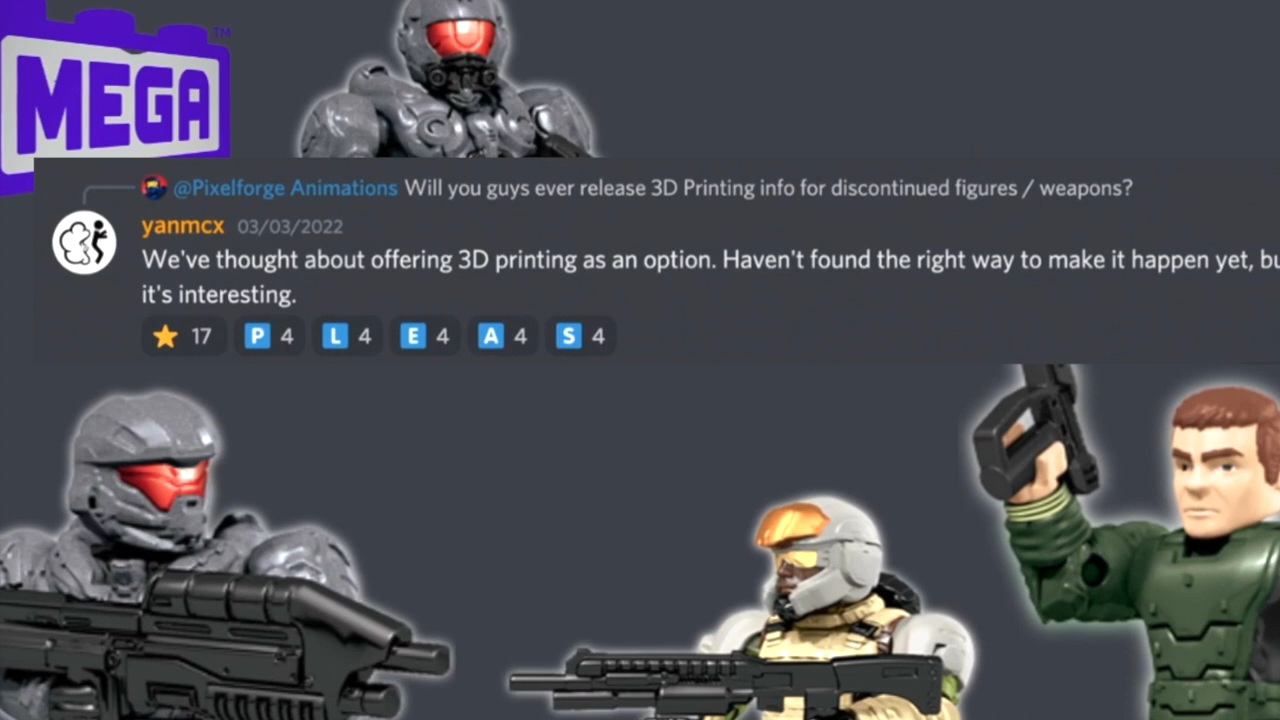 MEGA™
@Pixelforge Animations Will you guys ever release 3D Printing info for discontinued figures / weapons?
yanmcx 03/03/2022
We've thought about offering 3D printing as an option. Haven't found the right way to make it happen yet, bu
it's interesting.
17 P 4 L 4 E 4 A 4 S 4